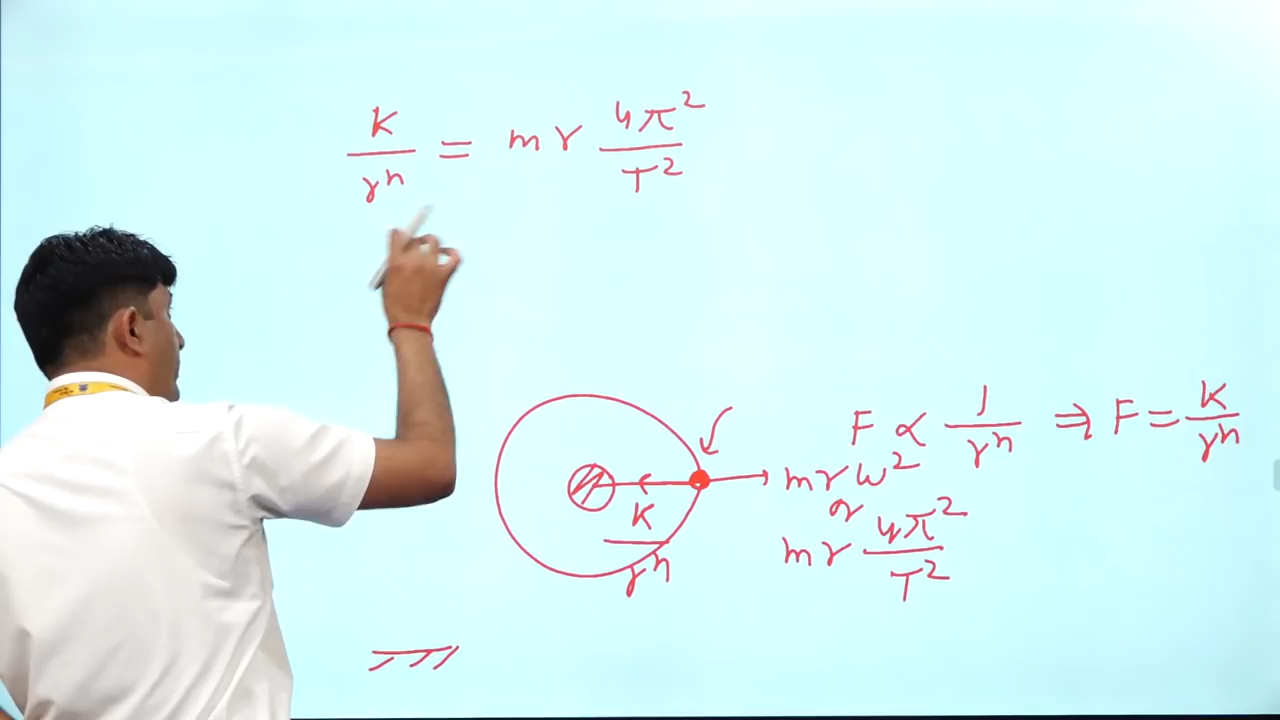 K/rⁿ = mr 4π²/T²
F ∝ 1/rⁿ ⇒ F = K/rⁿ
mrω²
or
K/rⁿ
mr 4π²/T²